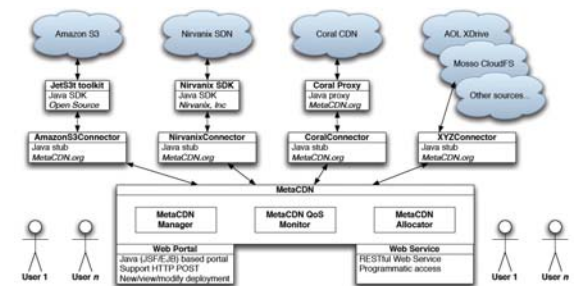 Amazon S3
Nirvanix SDN
Coral CDN
AOL XDrive
Mosso CloudFS
Other sources...
JetS3t toolkit
Java SDK
Open Source
Nirvanix SDK
Java SDK
Nirvanix, Inc
Coral Proxy
Java proxy
MetaCDN.org
AmazonS3Connector
Java stub
MetaCDN.org
NirvanixConnector
Java stub
MetaCDN.org
CoralConnector
Java stub
MetaCDN.org
XYZConnector
Java stub
MetaCDN.org
MetaCDN
MetaCDN
Manager
MetaCDN QoS
Monitor
MetaCDN
Allocator
Web Portal
Java (JSF/EJB) based portal
Support HTTP POST
New/view/modify deployment
Web Service
RESTful Web Service
Programmatic access
User 1
User n
User 1
User n